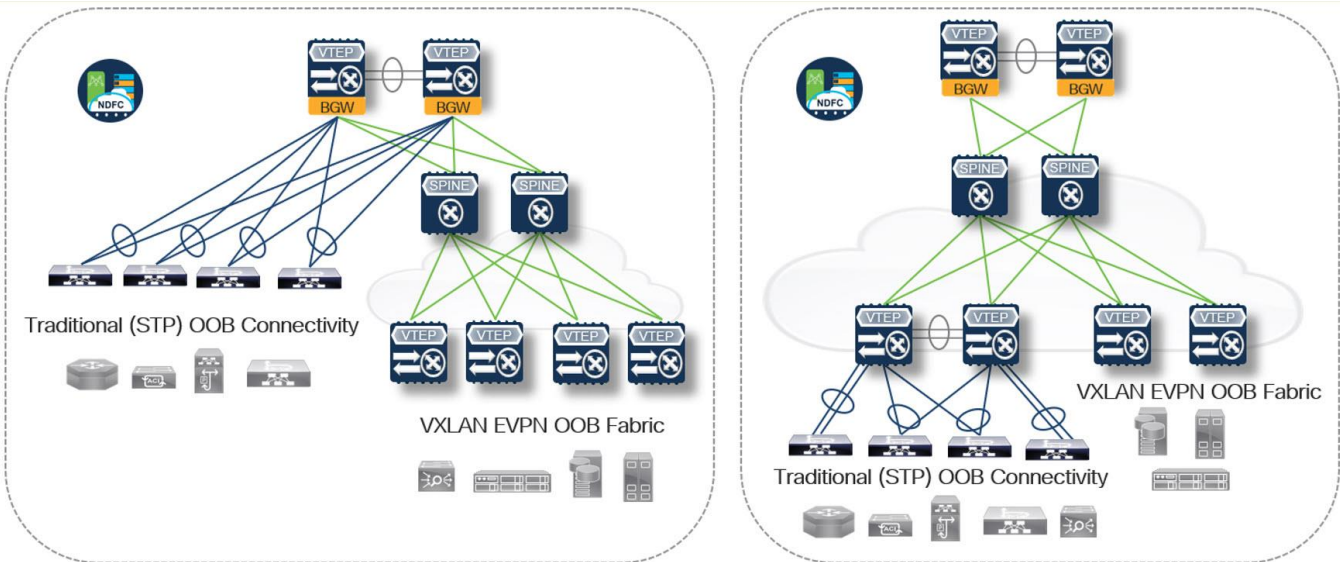 VTEP
VTEP
BGW
BGW
NDFC
SPINE
SPINE
VTEP
VTEP
VTEP
VTEP
Traditional (STP) OOB Connectivity
ACI
VXLAN EVPN OOB Fabric
VTEP
VTEP
BGW
BGW
NDFC
SPINE
SPINE
VTEP
VTEP
VTEP
VTEP
VXLAN EVPN OOB Fabric
Traditional (STP) OOB Connectivity
ACI